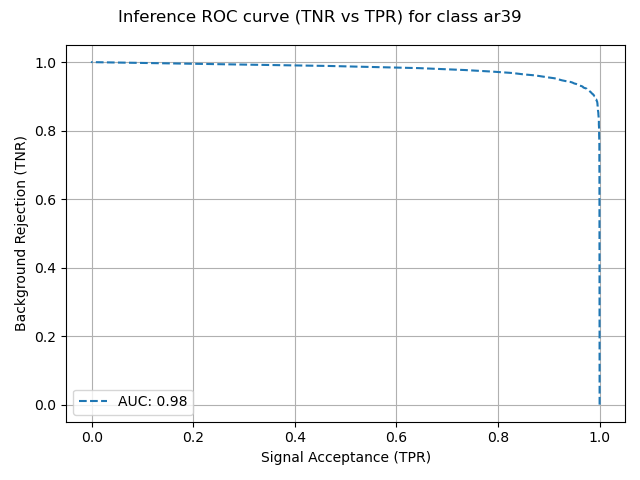 Inference ROC curve (TNR vs TPR) for class ar39
1.0
0.8
0.6
0.4
0.2
0.0
Background Rejection (TNR)
AUC: 0.98
0.0 0.2 0.4 0.6 0.8 1.0
Signal Acceptance (TPR)